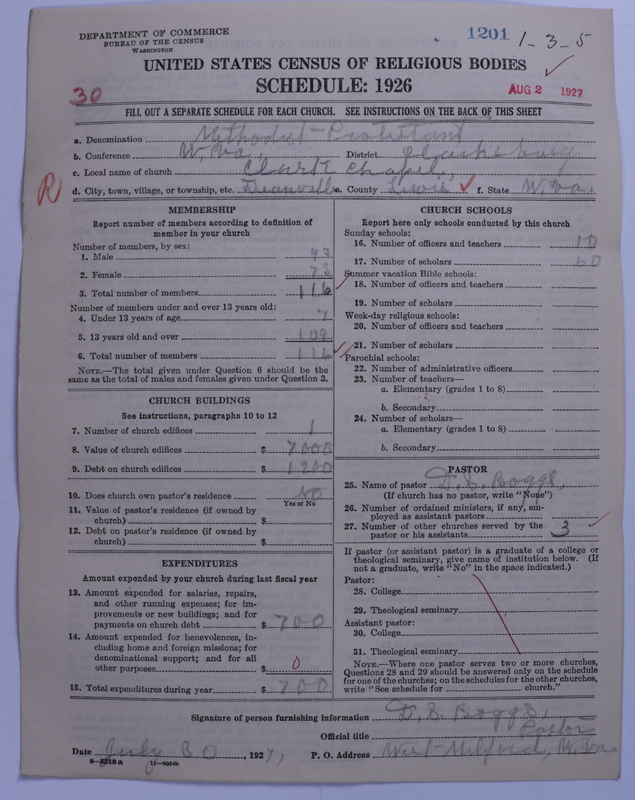 DEPARTMENT OF COMMERCE
BUREAU OF THE CENSUS
WASHINGTON
1201 1-3-5
UNITED STATES CENSUS OF RELIGIOUS BODIES
SCHEDULE: 1926
30
AUG 2 1927
FILL OUT A SEPARATE SCHEDULE FOR EACH CHURCH. SEE INSTRUCTIONS ON THE BACK OF THIS SHEET
a. Denomination Methodist-Protestant
b. Conference W. Va. District Clarksburg
c. Local name of church Clark Chapel,
R
d. City, town, village, or township, etc. Deanville e. County Lewis f. State W. Va.
MEMBERSHIP
Report number of members according to definition of
member in your church
Number of members, by sex:
1. Male
2. Female
3. Total number of members 116
Number of members under and over 13 years old:
4. Under 13 years of age 7
5. 13 years old and over 109
6. Total number of members 116
NOTE.—The total given under Question 6 should be the
same as the total of males and females given under Question 3.
CHURCH BUILDINGS
See instructions, paragraphs 10 to 12
7. Number of church edifices 1
8. Value of church edifices $ 7000
9. Debt on church edifices $ 1200
10. Does church own pastor's residence No
Yes or No
11. Value of pastor's residence (if owned by
church) $
12. Debt on pastor's residence (if owned by
church) $
EXPENDITURES
Amount expended by your church during last fiscal year
13. Amount expended for salaries, repairs,
and other running expenses; for im-
provements or new buildings; and for
payments on church debt $ 700
14. Amount expended for benevolences, in-
cluding home and foreign missions; for
denominational support; and for all
other purposes $ 0
15. Total expenditures during year $ 700
CHURCH SCHOOLS
Report here only schools conducted by this church
Sunday schools:
16. Number of officers and teachers 10
17. Number of scholars 60
Summer vacation Bible schools:
18. Number of officers and teachers
19. Number of scholars
Week-day religious schools:
20. Number of officers and teachers
21. Number of scholars
Parochial schools:
22. Number of administrative officers
23. Number of teachers—
a. Elementary (grades 1 to 8)
b. Secondary
24. Number of scholars—
a. Elementary (grades 1 to 8)
b. Secondary
PASTOR
25. Name of pastor D. S. Boggs,
(If church has no pastor, write "None")
26. Number of ordained ministers, if any, em-
ployed as assistant pastors
27. Number of other churches served by the
pastor or his assistants 3
If pastor (or assistant pastor) is a graduate of a college or
theological seminary, give name of institution below. (If
not a graduate, write "No" in the space indicated.)
Pastor:
28. College
29. Theological seminary
Assistant pastor:
30. College
31. Theological seminary
NOTE.—Where one pastor serves two or more churches,
Questions 28 and 29 should be answered only on the schedule
for one of the churches; on the schedules for the other churches,
write "See schedule for church."
Signature of person furnishing information D. S. Boggs,
Official title Pastor
Date July 30, 1927, P. O. Address West-Milford, W. Va.